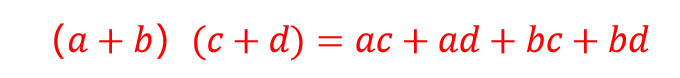 (a + b) (c + d) = ac + ad + bc + bd